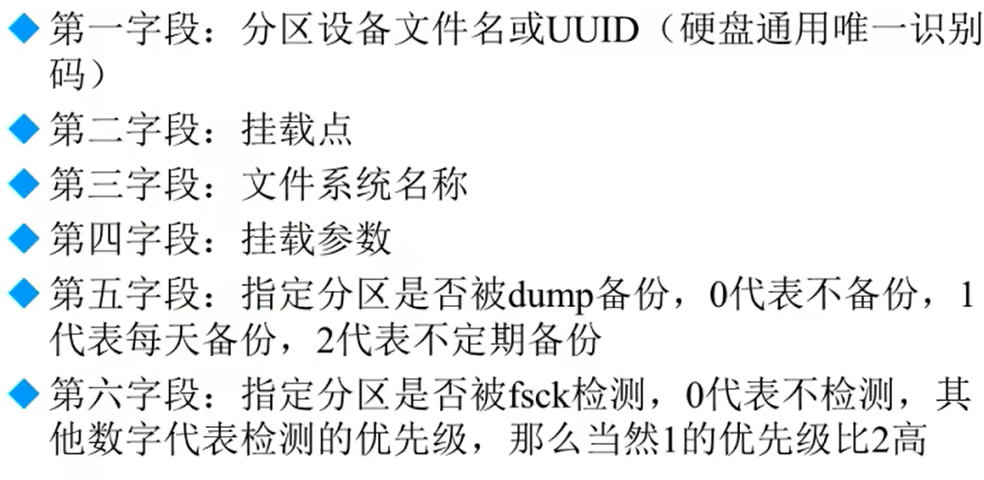 第一字段：分区设备文件名或UUID（硬盘通用唯一识别
码）
第二字段：挂载点
第三字段：文件系统名称
第四字段：挂载参数
第五字段：指定分区是否被dump备份，0代表不备份，1
代表每天备份，2代表不定期备份
第六字段：指定分区是否被fsck检测，0代表不检测，其
他数字代表检测的优先级，那么当然1的优先级比2高